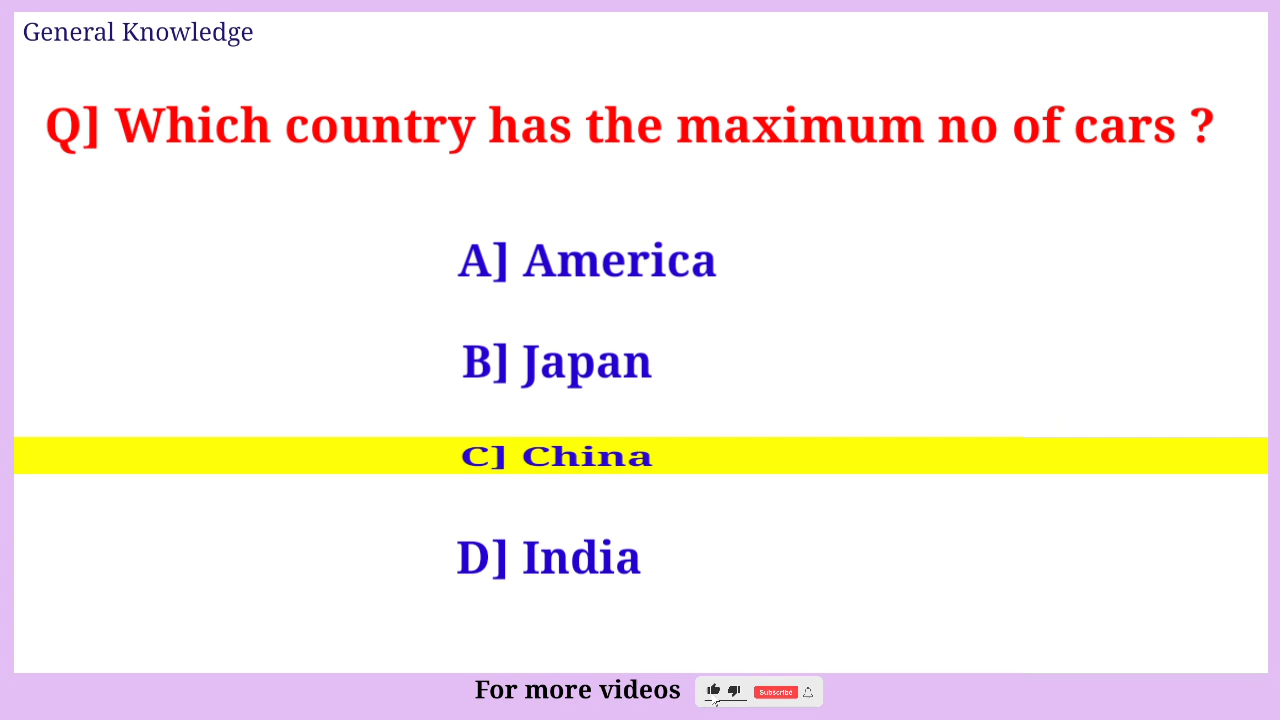 General Knowledge
Q] Which country has the maximum no of cars ?
A] America
B] Japan
C] China
D] India
For more videos
Subscribe